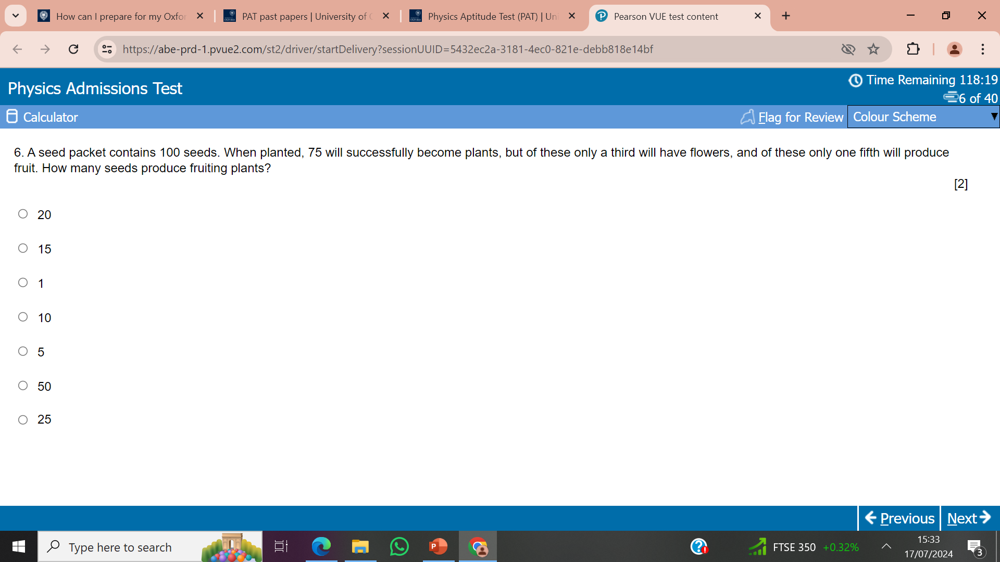 How can I prepare for my Oxfor
PAT past papers | University of
Physics Aptitude Test (PAT) | Uni
Pearson VUE test content
https://abe-prd-1.pvue2.com/st2/driver/startDelivery?sessionUUID=5432ec2a-3181-4ec0-821e-debb818e14bf
Physics Admissions Test
Time Remaining 118:19
6 of 40
Calculator
Flag for Review
Colour Scheme
6. A seed packet contains 100 seeds. When planted, 75 will successfully become plants, but of these only a third will have flowers, and of these only one fifth will produce
fruit. How many seeds produce fruiting plants?
[2]
20
15
1
10
5
50
25
Previous
Next
Type here to search
FTSE 350 +0.32%
15:33
17/07/2024
3